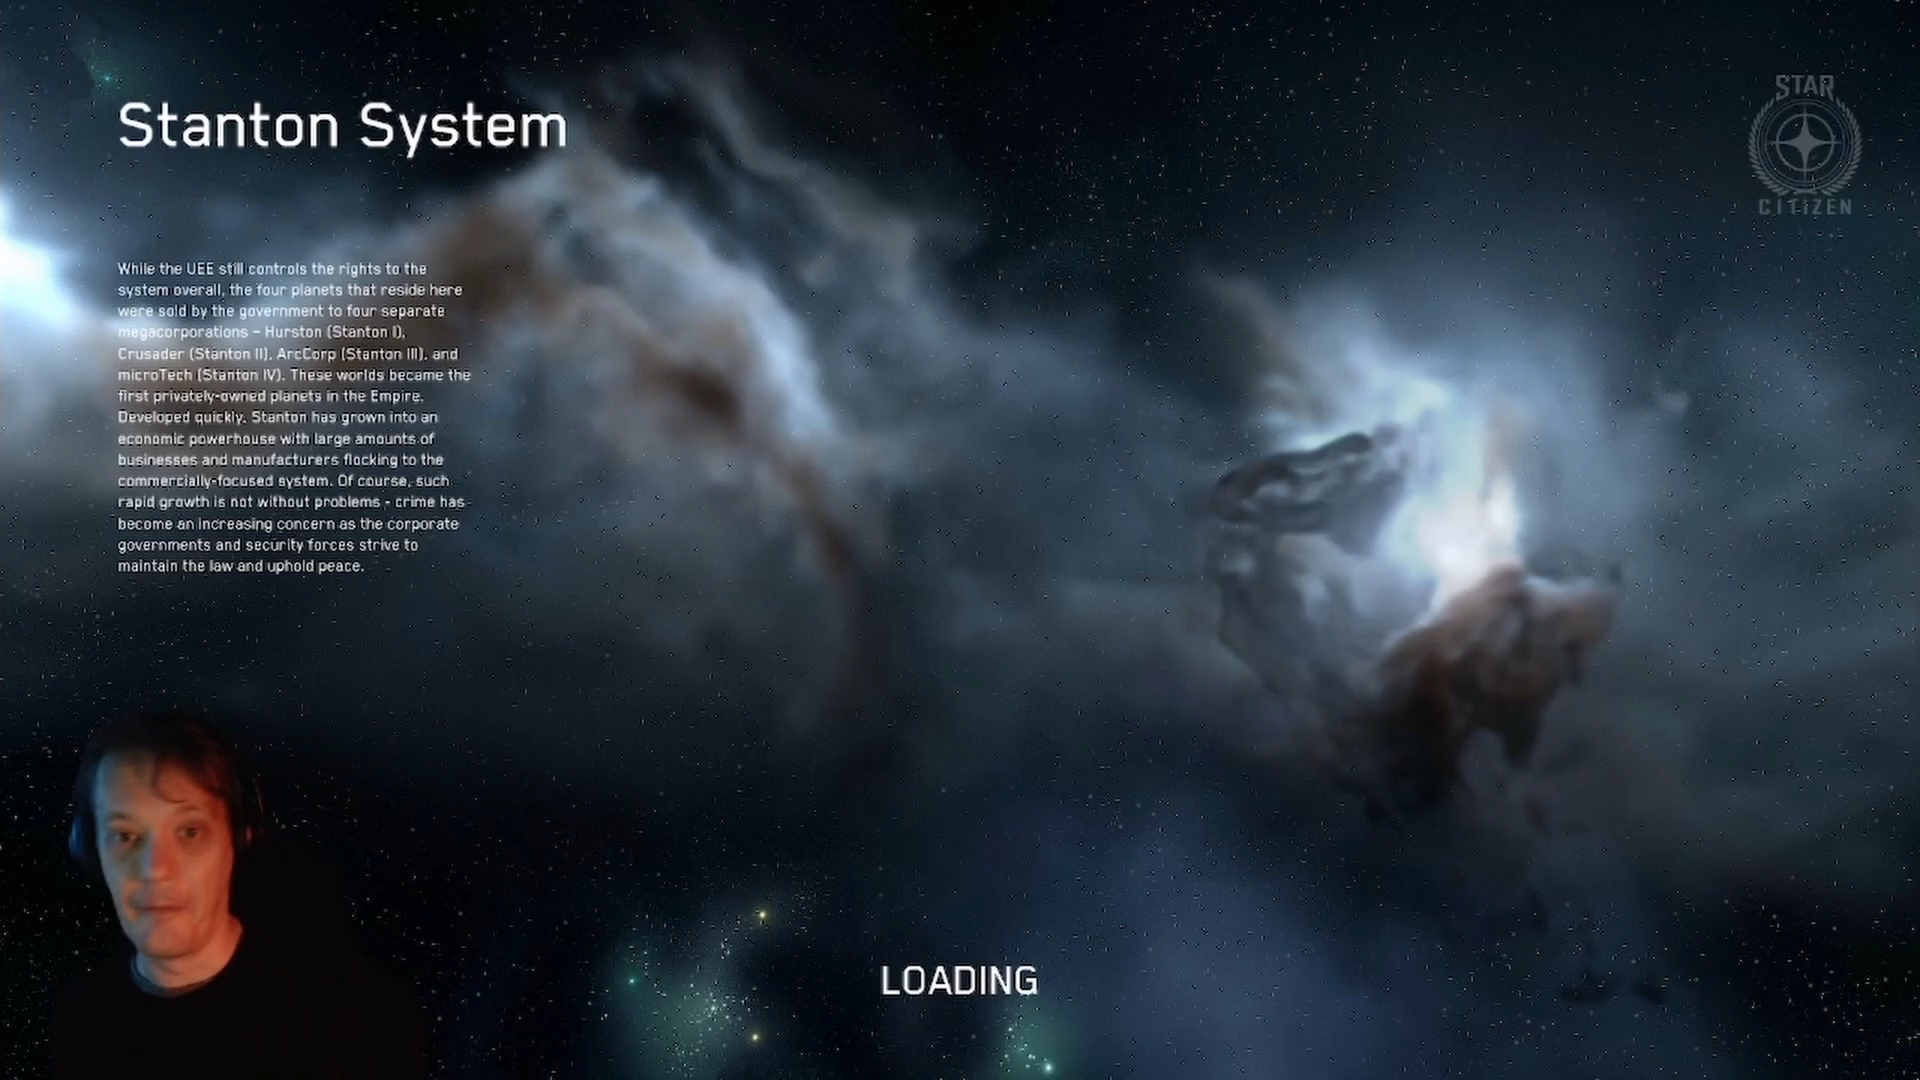 STAR
CITIZEN
Stanton System
While the UEE still controls the rights to the
system overall, the four planets that reside here
were sold by the government to four separate
megacorporations – Hurston (Stanton I),
Crusader (Stanton II), ArcCorp (Stanton III), and
microTech (Stanton IV). These worlds became the
first privately-owned planets in the Empire.
Developed quickly, Stanton has grown into an
economic powerhouse with large amounts of
businesses and manufacturers flocking to the
commercially-focused system. Of course, such
rapid growth is not without problems - crime has
become an increasing concern as the corporate
governments and security forces strive to
maintain the law and uphold peace.
LOADING